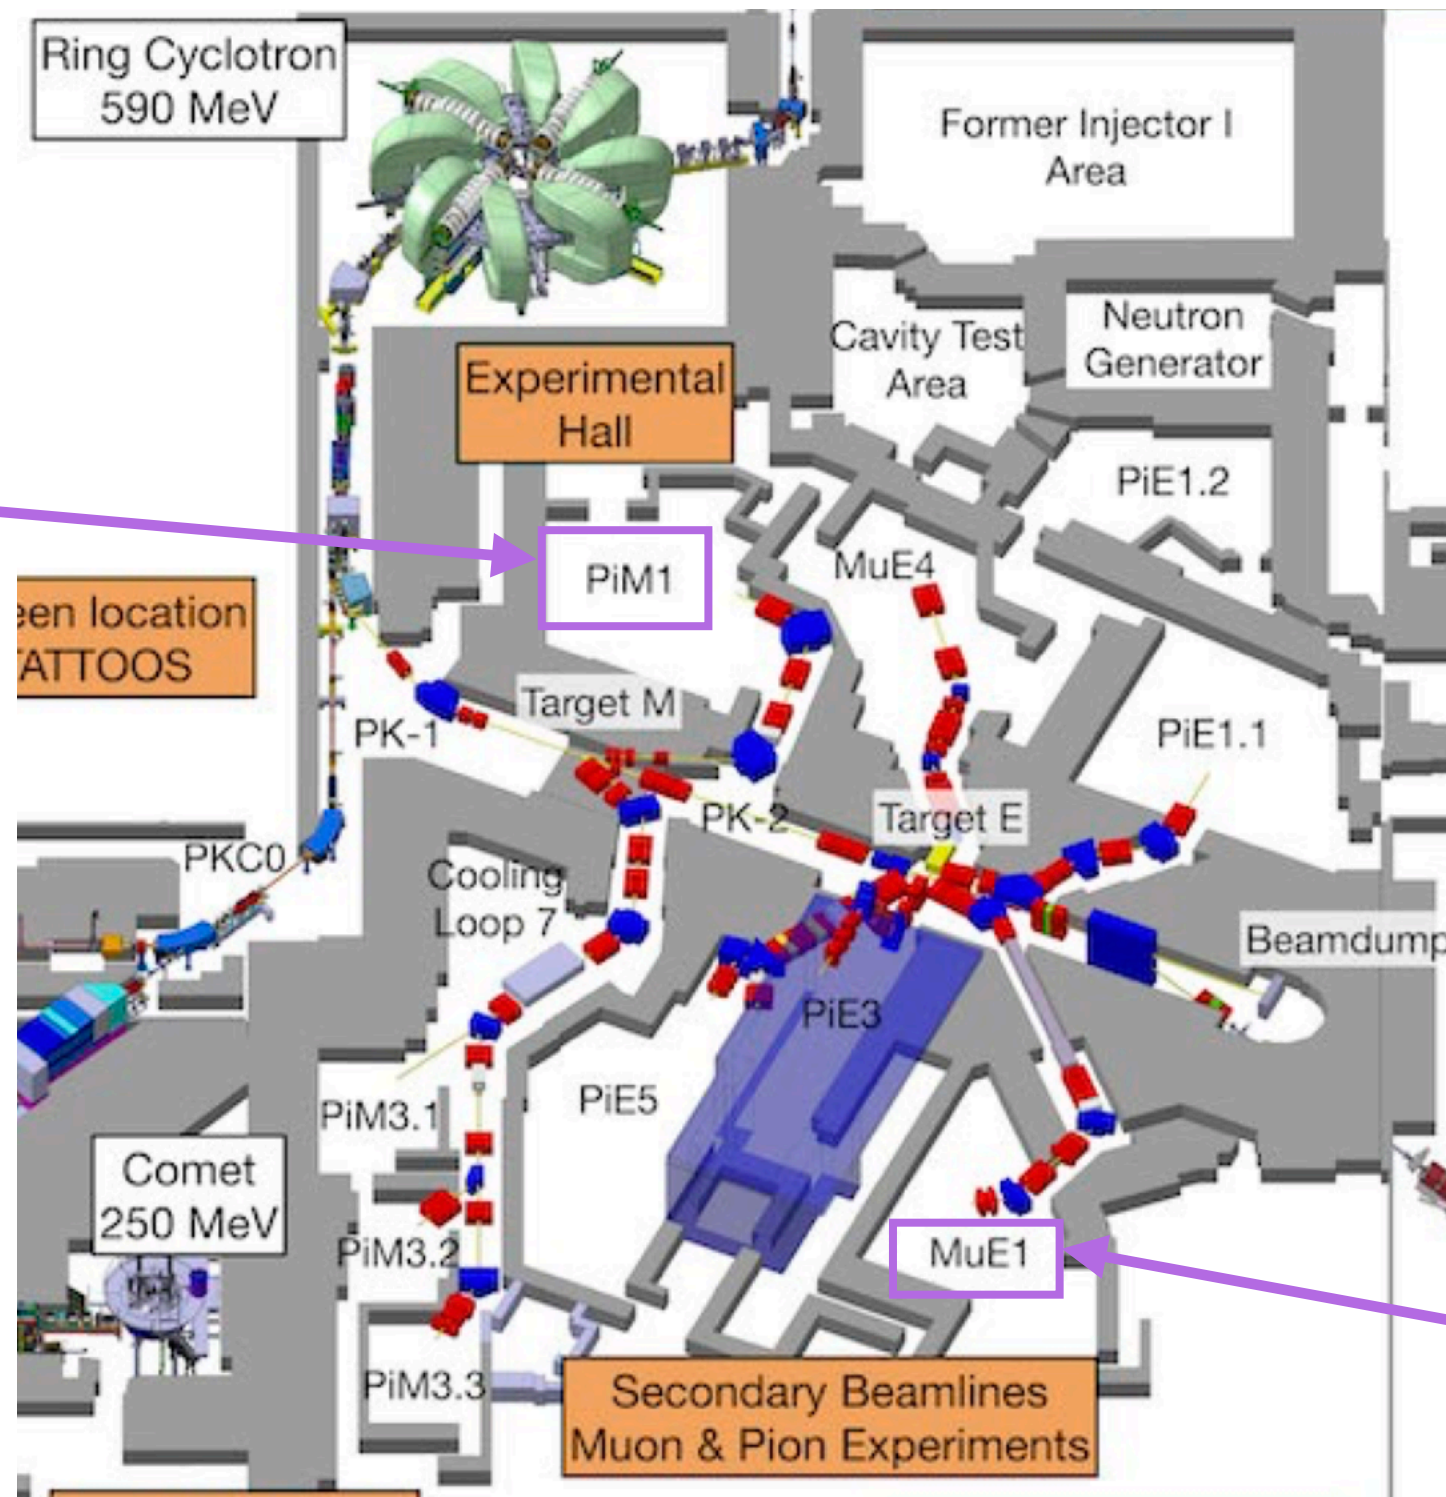 Ring Cyclotron
590 MeV
Former Injector I
Area
Cavity Test
Area
Neutron
Generator
Experimental
Hall
PiE1.2
PiM1
MuE4
location
Target M
PK-1
PiE1.1
PK-2
Target E
PKC0
Cooling
Loop 7
Beamdump
PiE3
PiE5
PiM3.1
Comet
250 MeV
PiM3.2
MuE1
PiM3.3
Secondary Beamlines
Muon & Pion Experiments